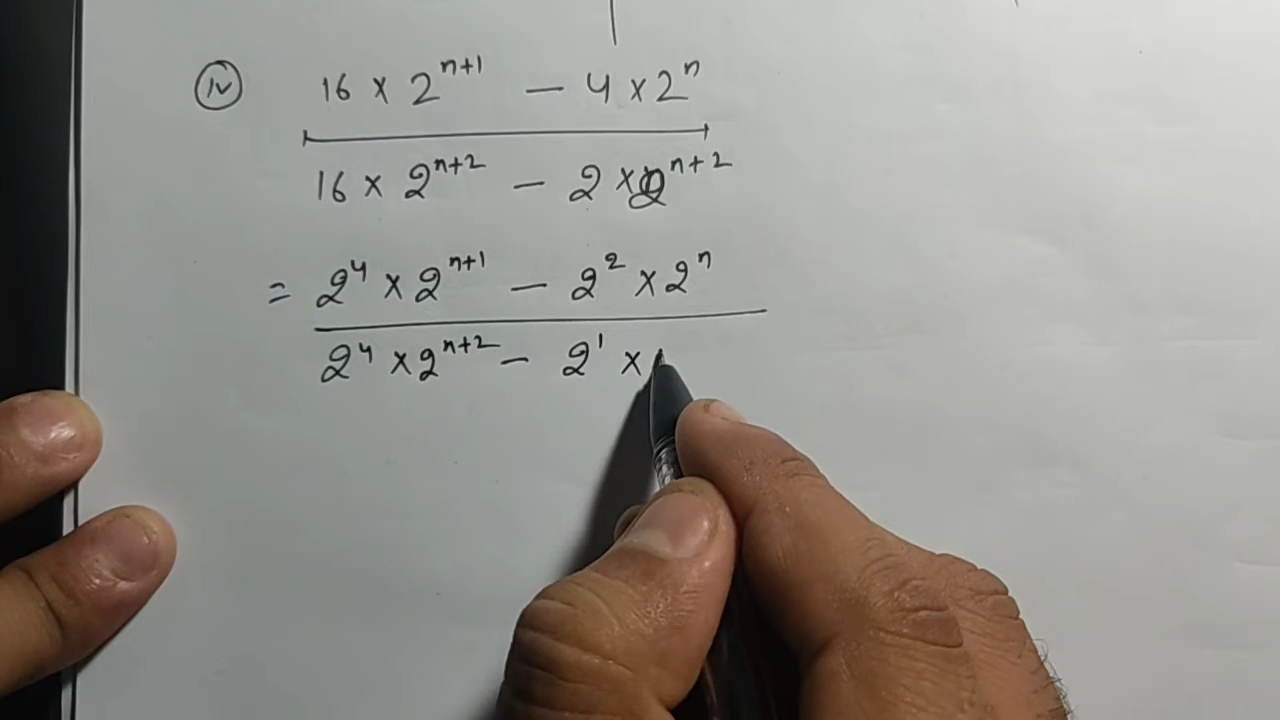 (iv) 16 × 2^(n+1) − 4 × 2^n
16 × 2^(n+2) − 2 × 2^(n+2)
= 2^4 × 2^(n+1) − 2^2 × 2^n
2^4 × 2^(n+2) − 2^1 ×